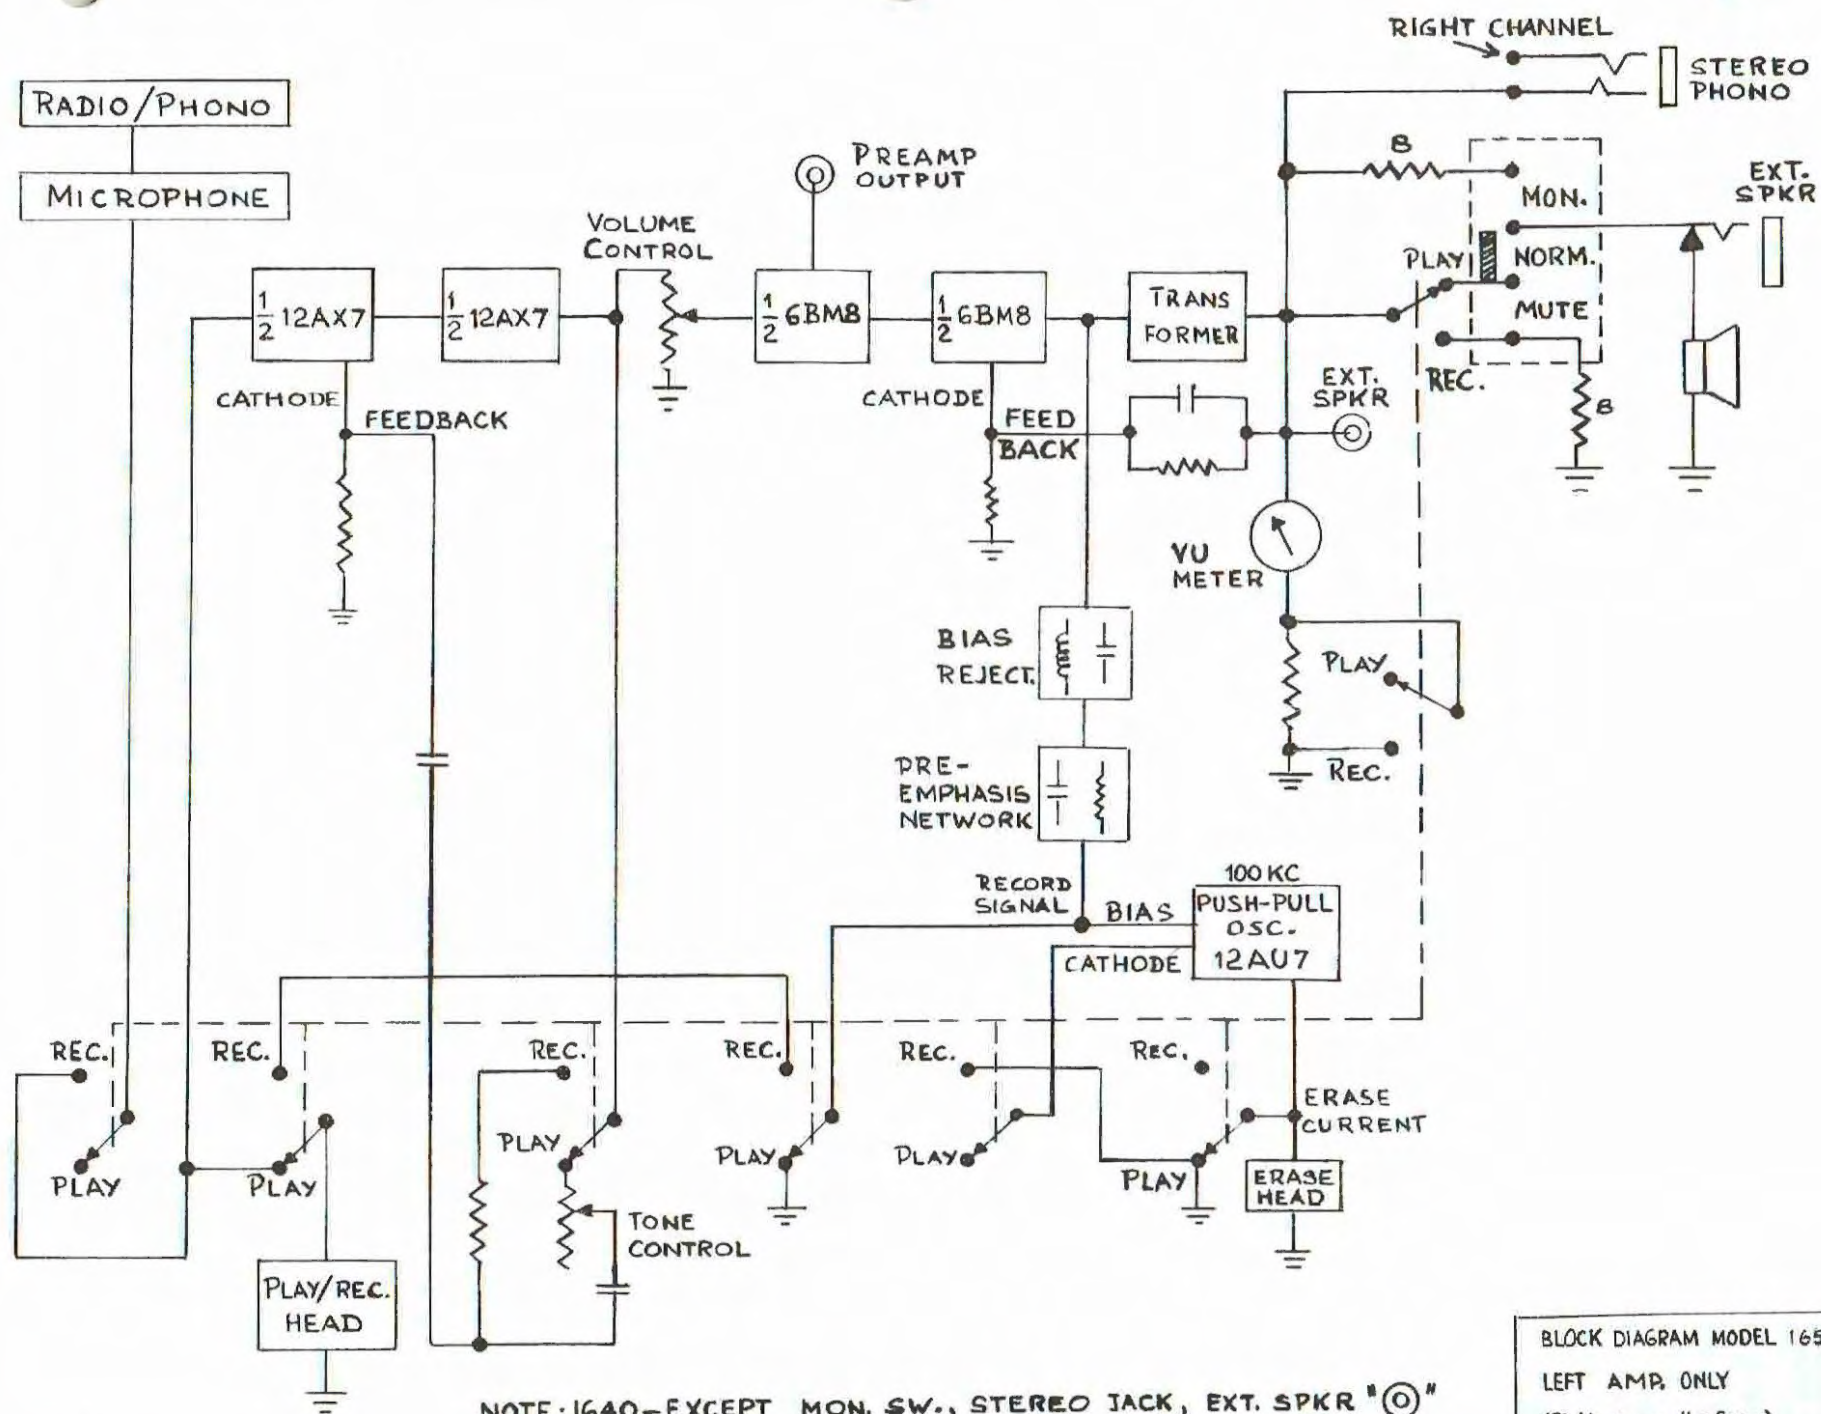 RIGHT CHANNEL
STEREO
PHONO
RADIO/PHONO
MICROPHONE
PREAMP
OUTPUT
VOLUME
CONTROL
8
MON.
EXT.
SPKR
PLAY
NORM.
MUTE
REC.
8
1/2 12AX7
1/2 12AX7
1/2 6BM8
1/2 6BM8
TRANS
FORMER
CATHODE
FEEDBACK
CATHODE
FEED
BACK
EXT.
SPKR
VU
METER
PLAY
REC.
BIAS
REJECT.
PRE-
EMPHASIS
NETWORK
RECORD
SIGNAL
BIAS
100 KC
PUSH-PULL
OSC.
12AU7
CATHODE
REC.
REC.
REC.
REC.
REC.
REC.
PLAY
PLAY
PLAY
PLAY
PLAY
PLAY
ERASE
CURRENT
ERASE
HEAD
TONE
CONTROL
PLAY/REC.
HEAD
NOTE: 1640-EXCEPT MON. SW., STEREO JACK, EXT. SPKR " "
BLOCK DIAGRAM MODEL 165
LEFT AMP. ONLY